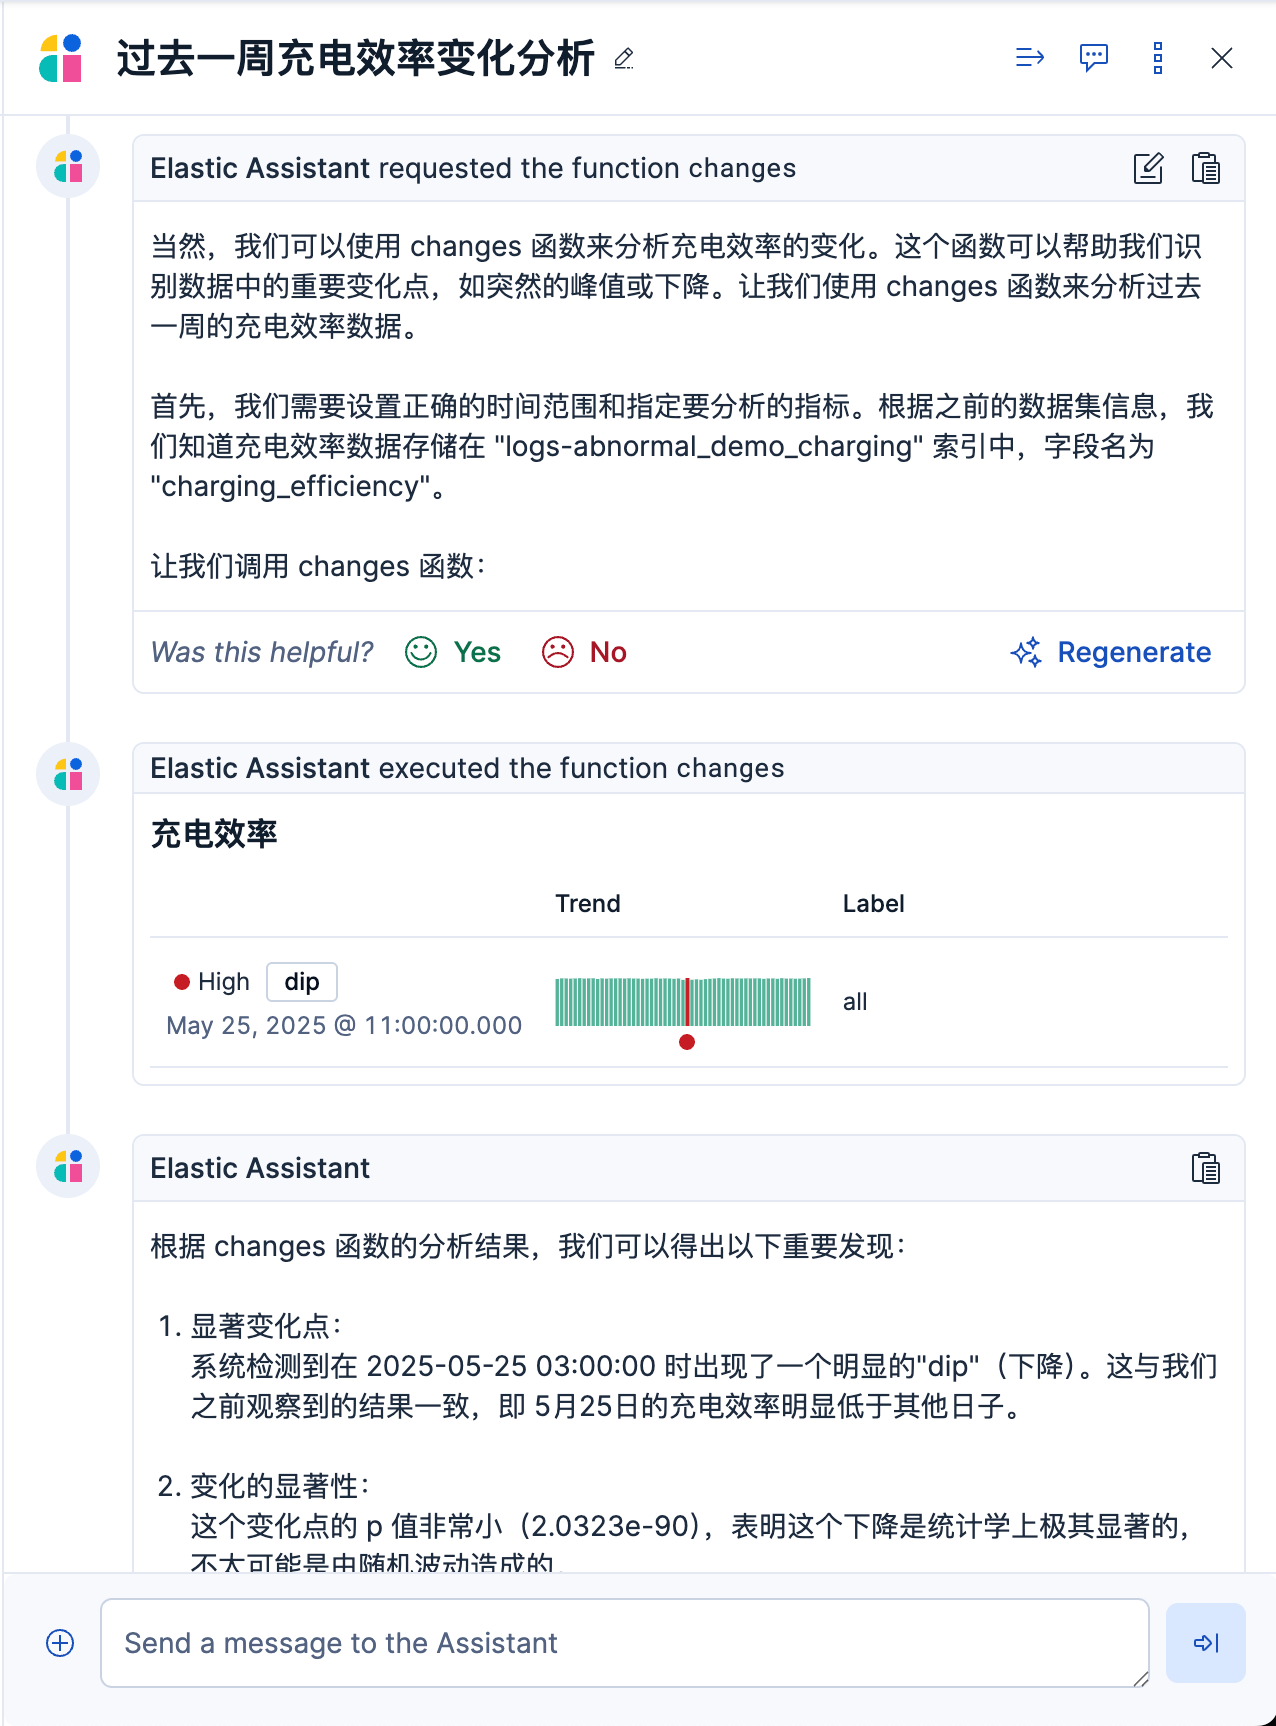 过去一周充电效率变化分析
Elastic Assistant requested the function changes
当然，我们可以使用 changes 函数来分析充电效率的变化。这个函数可以帮助我们识
别数据中的重要变化点，如突然的峰值或下降。让我们使用 changes 函数来分析过去
一周的充电效率数据。
首先，我们需要设置正确的时间范围和指定要分析的指标。根据之前的数据集信息，我
们知道充电效率数据存储在 "logs-abnormal_demo_charging" 索引中，字段名为
"charging_efficiency"。
让我们调用 changes 函数：
Was this helpful? Yes No Regenerate
Elastic Assistant executed the function changes
充电效率
Trend Label
High dip
all
May 25, 2025 @ 11:00:00.000
Elastic Assistant
根据 changes 函数的分析结果，我们可以得出以下重要发现：
1. 显著变化点：
系统检测到在 2025-05-25 03:00:00 时出现了一个明显的"dip"（下降）。这与我们
之前观察到的结果一致，即 5月25日的充电效率明显低于其他日子。
2. 变化的显著性：
这个变化点的 p 值非常小（2.0323e-90），表明这个下降是统计学上极其显著的，
不太可能是由随机波动造成的。
Send a message to the Assistant